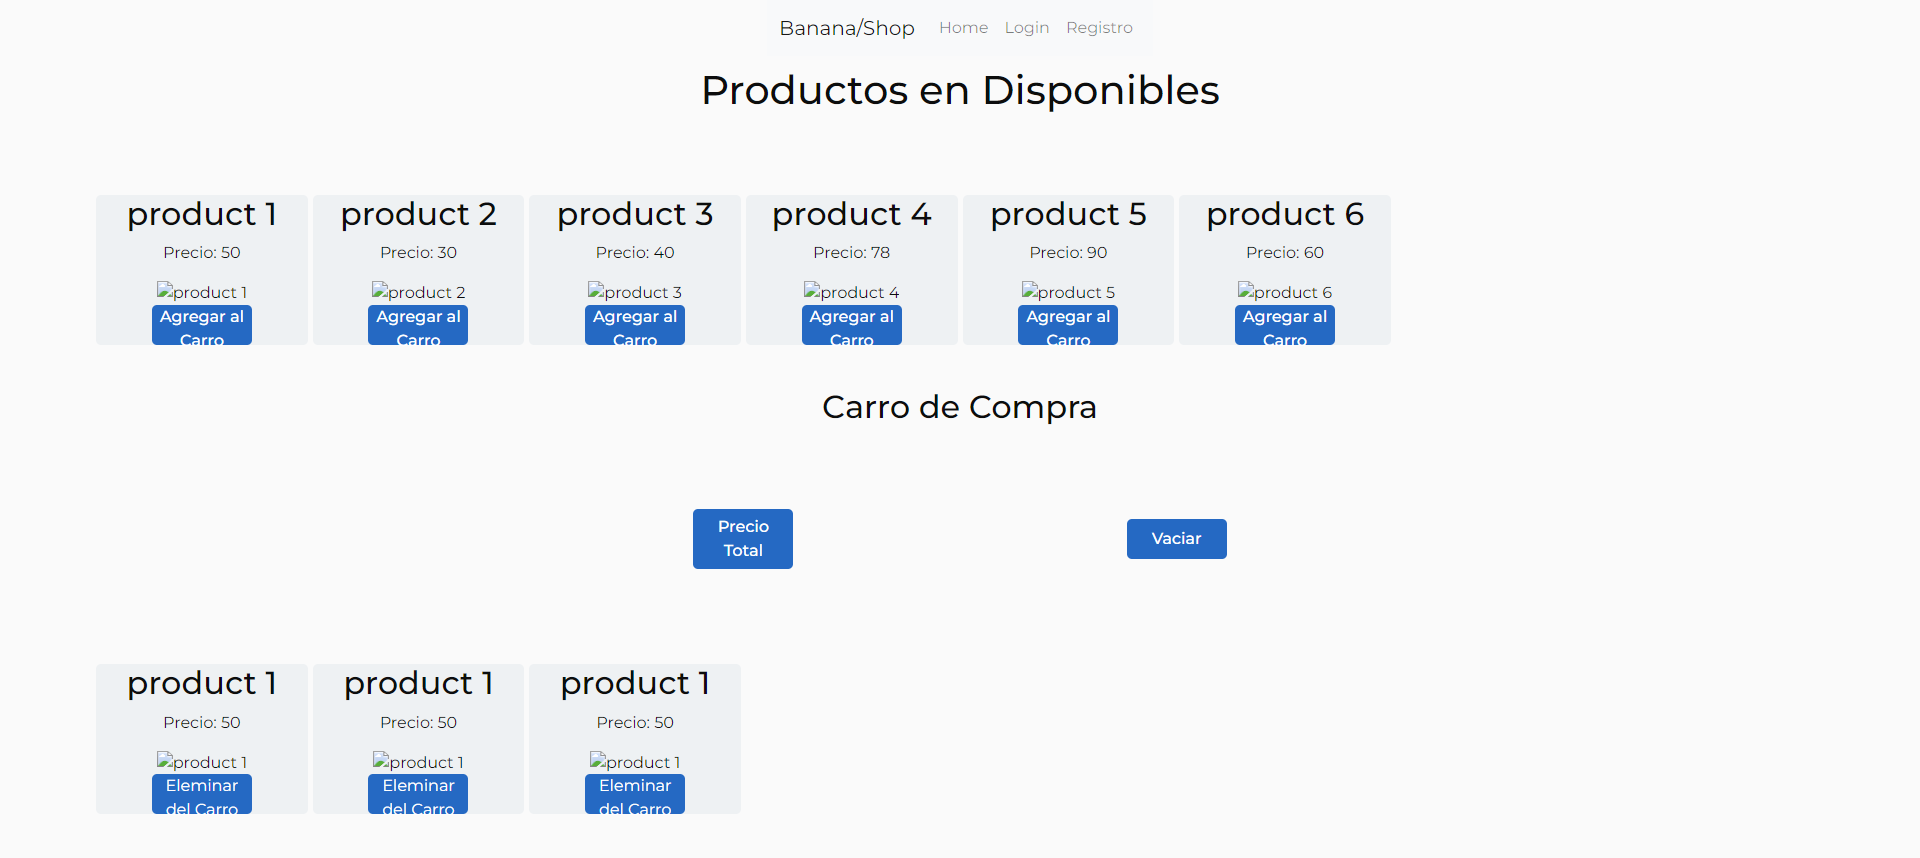 Banana/Shop Home Login Registro
Productos en Disponibles
product 1 product 2 product 3 product 4 product 5 product 6
Precio: 50 Precio: 30 Precio: 40 Precio: 78 Precio: 90 Precio: 60
product 1 product 2 product 3 product 4 product 5 product 6
Agregar al Agregar al Agregar al Agregar al Agregar al Agregar al
Carro Carro Carro Carro Carro Carro
Carro de Compra
Precio
Total
Vaciar
product 1 product 1 product 1
Precio: 50 Precio: 50 Precio: 50
product 1 product 1 product 1
Eleminar Eleminar Eleminar
del Carro del Carro del Carro